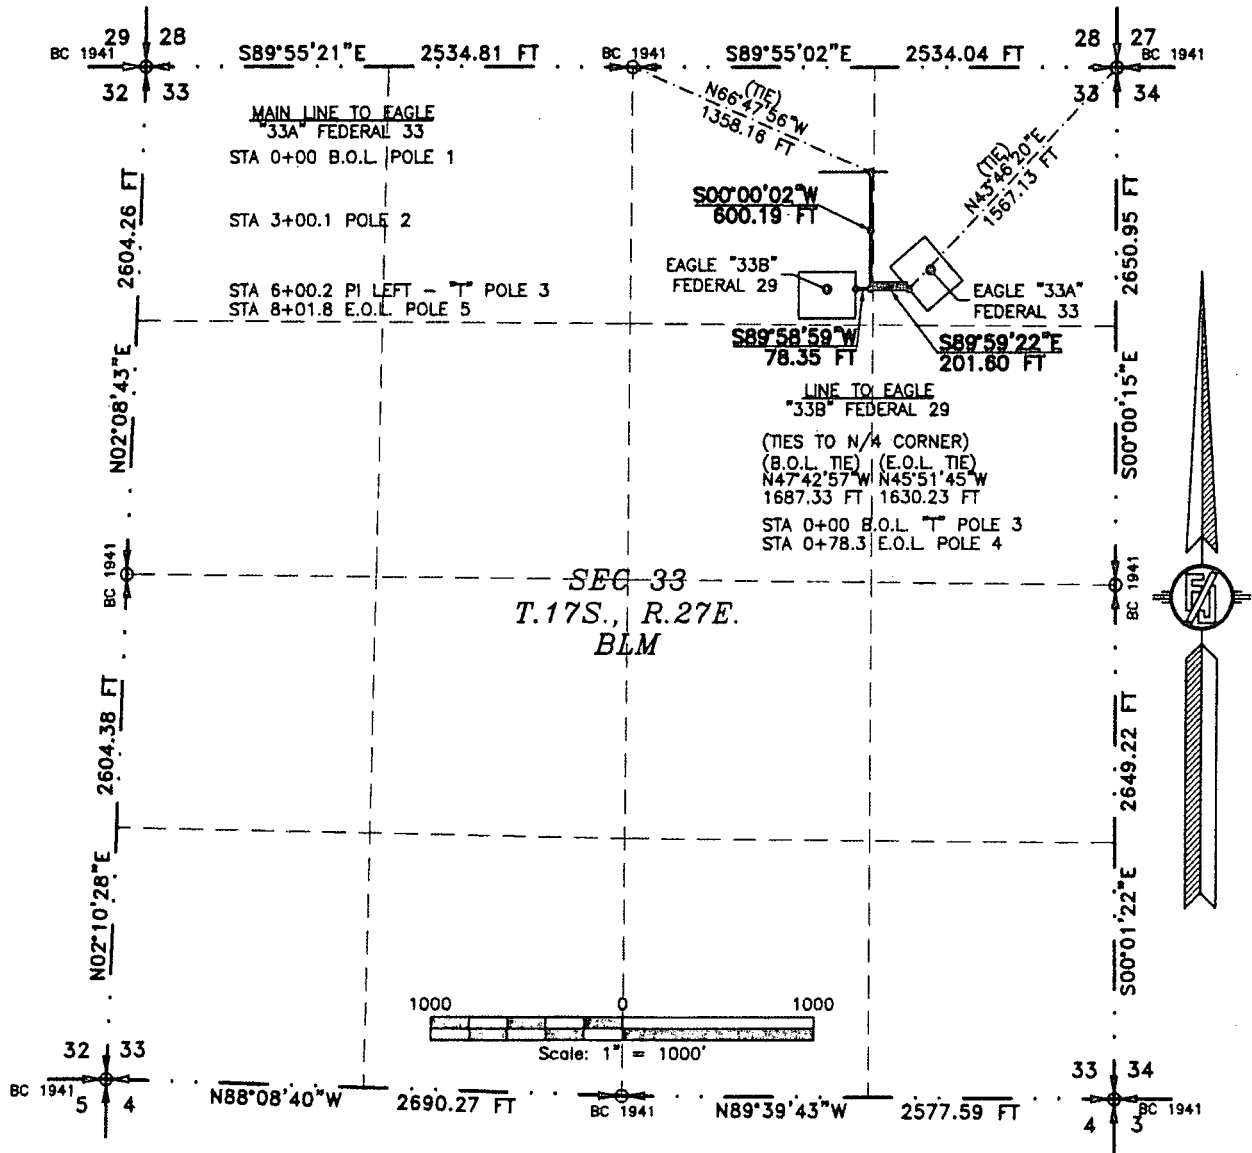 29 28
BC 1941
32 33
S89°55'21"E 2534.81 FT
BC 1941
S89°55'02"E 2534.04 FT
28 27
BC 1941
33 34
MAIN LINE TO EAGLE
"33A" FEDERAL 33
STA 0+00 B.O.L. POLE 1
STA 3+00.1 POLE 2
STA 6+00.2 PI LEFT - "T" POLE 3
STA 8+01.8 E.O.L. POLE 5
(TIE)
N66°47'56"W
1358.16 FT
(TIE)
N43°46'20"E
1567.13 FT
S00°00'02"W
600.19 FT
EAGLE "33B"
FEDERAL 29
EAGLE "33A"
FEDERAL 33
S89°58'59"W
78.35 FT
S89°59'22"E
201.60 FT
LINE TO EAGLE
"33B" FEDERAL 29
(TIES TO N/4 CORNER)
(B.O.L. TIE) (E.O.L. TIE)
N47°42'57"W N45°51'45"W
1687.33 FT 1630.23 FT
STA 0+00 B.O.L. "T" POLE 3
STA 0+78.3 E.O.L. POLE 4
N02°08'43"E 2604.26 FT
S00°00'15"E 2650.95 FT
BC 1941
BC 1941
SEC 33
T.17S., R.27E.
BLM
N02°10'28"E 2604.38 FT
S00°01'22"E 2649.22 FT
1000 0 1000
Scale: 1" = 1000'
32 33
BC 1941
5 4
N88°08'40"W 2690.27 FT
BC 1941
N89°39'43"W 2577.59 FT
33 34
BC 1941
4 3